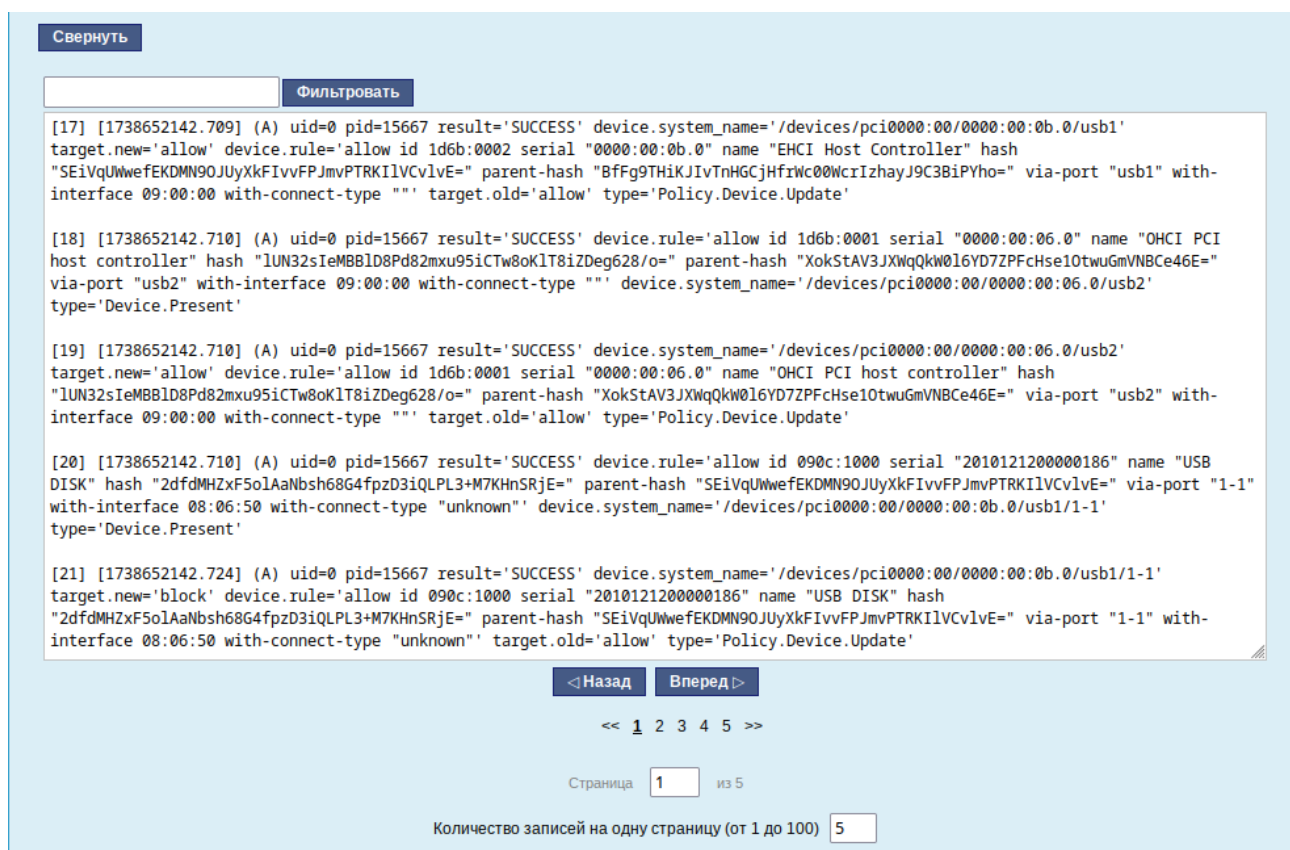 Свернуть
Фильтровать
[17] [1738652142.709] (A) uid=0 pid=15667 result='SUCCESS' device.system_name='/devices/pci0000:00/0000:00:0b.0/usb1'
target.new='allow' device.rule='allow id 1d6b:0002 serial "0000:00:0b.0" name "EHCI Host Controller" hash
"SEiVqUWwefEKDMN9OJUyXkFIvvFPJmvPTRKIlVCvlvE=" parent-hash "BfFg9THiKJIvTnHGCjHfrWc00WcrIzhayJ9C3BiPYho=" via-port "usb1" with-
interface 09:00:00 with-connect-type ""' target.old='allow' type='Policy.Device.Update'
[18] [1738652142.710] (A) uid=0 pid=15667 result='SUCCESS' device.rule='allow id 1d6b:0001 serial "0000:00:06.0" name "OHCI PCI
host controller" hash "lUN32sIeMBBlD8Pd82mxu95iCTw8oKlT8iZDeg628/o=" parent-hash "XokStAV3JXWqQkW0l6YD7ZPFcHse1OtwuGmVNBCe46E="
via-port "usb2" with-interface 09:00:00 with-connect-type ""' device.system_name='/devices/pci0000:00/0000:00:06.0/usb2'
type='Device.Present'
[19] [1738652142.710] (A) uid=0 pid=15667 result='SUCCESS' device.system_name='/devices/pci0000:00/0000:00:06.0/usb2'
target.new='allow' device.rule='allow id 1d6b:0001 serial "0000:00:06.0" name "OHCI PCI host controller" hash
"lUN32sIeMBBlD8Pd82mxu95iCTw8oKlT8iZDeg628/o=" parent-hash "XokStAV3JXWqQkW0l6YD7ZPFcHse1OtwuGmVNBCe46E=" via-port "usb2" with-
interface 09:00:00 with-connect-type ""' target.old='allow' type='Policy.Device.Update'
[20] [1738652142.710] (A) uid=0 pid=15667 result='SUCCESS' device.rule='allow id 090c:1000 serial "2010121200000186" name "USB
DISK" hash "2dfdMHZxF5olAaNbsh68G4fpzD3iQLPL3+M7KHnSRjE=" parent-hash "SEiVqUWwefEKDMN9OJUyXkFIvvFPJmvPTRKIlVCvlvE=" via-port "1-1"
with-interface 08:06:50 with-connect-type "unknown"' device.system_name='/devices/pci0000:00/0000:00:0b.0/usb1/1-1'
type='Device.Present'
[21] [1738652142.724] (A) uid=0 pid=15667 result='SUCCESS' device.system_name='/devices/pci0000:00/0000:00:0b.0/usb1/1-1'
target.new='block' device.rule='allow id 090c:1000 serial "2010121200000186" name "USB DISK" hash
"2dfdMHZxF5olAaNbsh68G4fpzD3iQLPL3+M7KHnSRjE=" parent-hash "SEiVqUWwefEKDMN9OJUyXkFIvvFPJmvPTRKIlVCvlvE=" via-port "1-1" with-
interface 08:06:50 with-connect-type "unknown"' target.old='allow' type='Policy.Device.Update'
◁ Назад Вперед ▷
<< 1 2 3 4 5 >>
Страница 1 из 5
Количество записей на одну страницу (от 1 до 100) 5